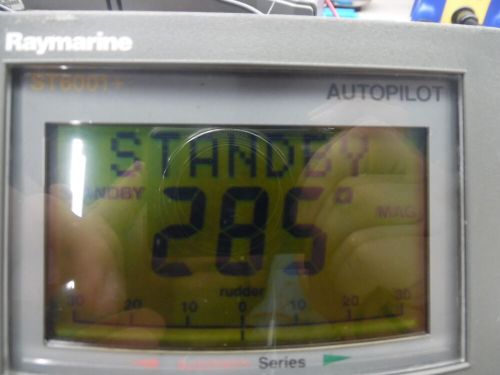 Raymarine
ST6001+
AUTOPILOT
STANDBY
STANDBY
285°
MAG
rudder
30 20 10 0 10 20 30
Series